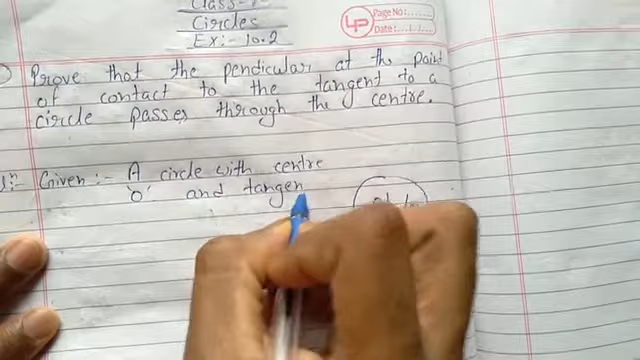 Class-10
Circles
Ex:- 10.2
Page No:
Date:
Prove that the pendicular at the point
of contact to the tangent to a
circle passes through the centre.
Given:- A circle with centre
'O' and tangen